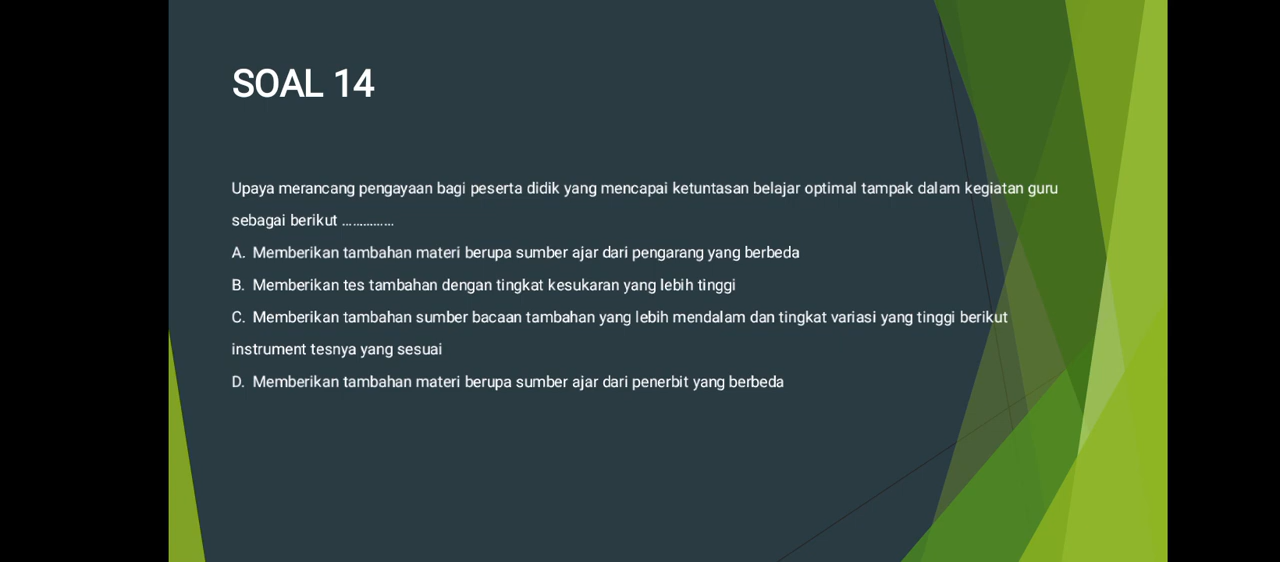 SOAL 14
Upaya merancang pengayaan bagi peserta didik yang mencapai ketuntasan belajar optimal tampak dalam kegiatan guru
sebagai berikut ……………
A. Memberikan tambahan materi berupa sumber ajar dari pengarang yang berbeda
B. Memberikan tes tambahan dengan tingkat kesukaran yang lebih tinggi
C. Memberikan tambahan sumber bacaan tambahan yang lebih mendalam dan tingkat variasi yang tinggi berikut
instrument tesnya yang sesuai
D. Memberikan tambahan materi berupa sumber ajar dari penerbit yang berbeda